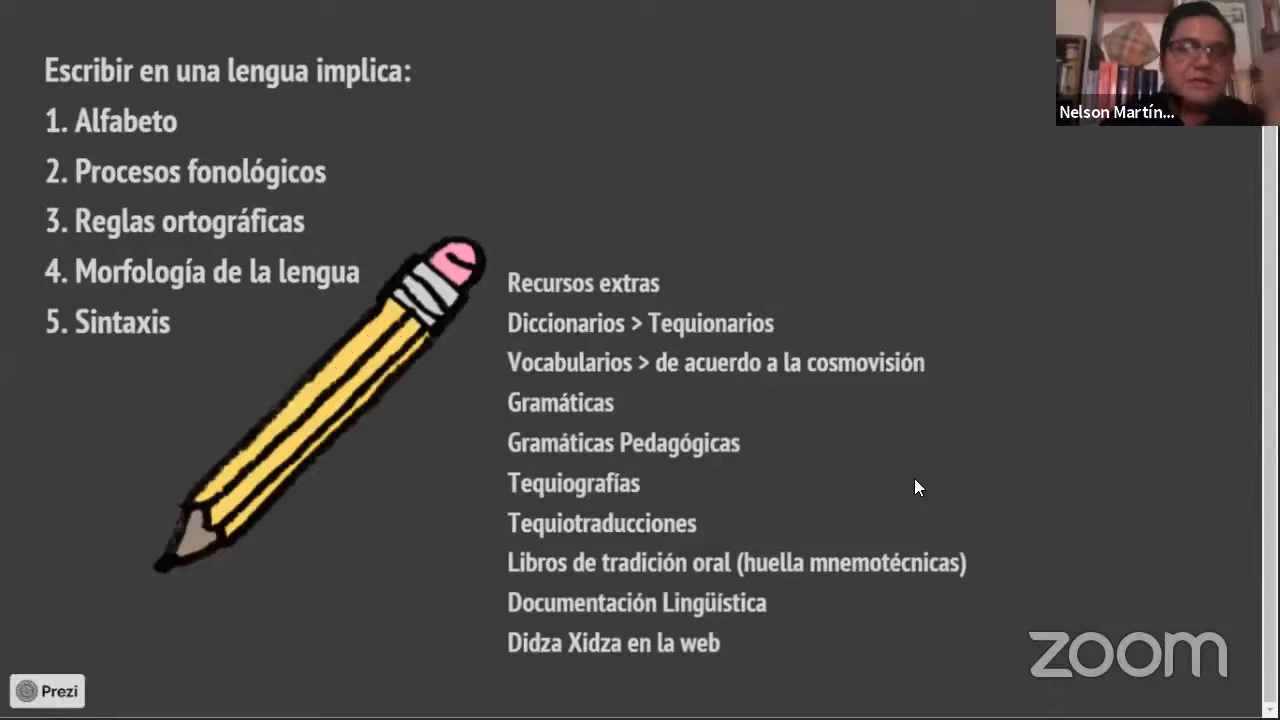 Escribir en una lengua implica:
1. Alfabeto
2. Procesos fonológicos
3. Reglas ortográficas
4. Morfología de la lengua
5. Sintaxis
Recursos extras
Diccionarios > Tequionarios
Vocabularios > de acuerdo a la cosmovisión
Gramáticas
Gramáticas Pedagógicas
Tequiografías
Tequiotraducciones
Libros de tradición oral (huella mnemotécnicas)
Documentación Lingüística
Didza Xidza en la web
Nelson Martín...
zoom
Prezi